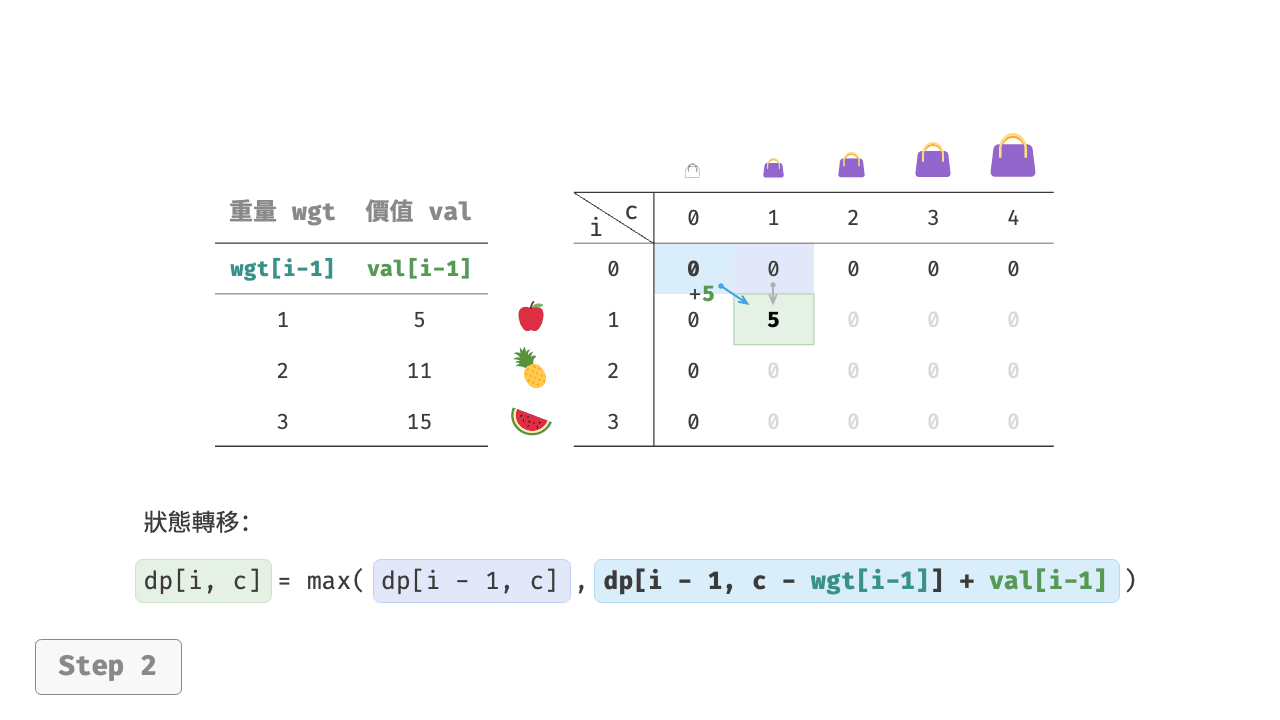 重量 wgt 價值 val
wgt[i-1] val[i-1]
1 5
2 11
3 15
c
i
0 1 2 3 4
0 0 0 0 0 0
+5
1 0 5 0 0 0
2 0 0 0 0 0
3 0 0 0 0 0
狀態轉移：
dp[i, c] = max( dp[i - 1, c] , dp[i - 1, c - wgt[i-1]] + val[i-1] )
Step 2